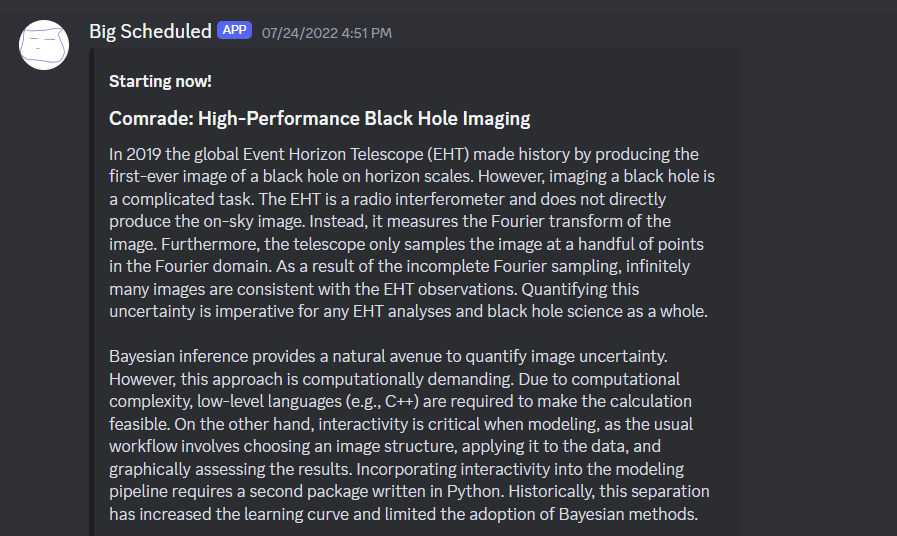 Big Scheduled APP 07/24/2022 4:51 PM
Starting now!
Comrade: High-Performance Black Hole Imaging
In 2019 the global Event Horizon Telescope (EHT) made history by producing the
first-ever image of a black hole on horizon scales. However, imaging a black hole is
a complicated task. The EHT is a radio interferometer and does not directly
produce the on-sky image. Instead, it measures the Fourier transform of the
image. Furthermore, the telescope only samples the image at a handful of points
in the Fourier domain. As a result of the incomplete Fourier sampling, infinitely
many images are consistent with the EHT observations. Quantifying this
uncertainty is imperative for any EHT analyses and black hole science as a whole.
Bayesian inference provides a natural avenue to quantify image uncertainty.
However, this approach is computationally demanding. Due to computational
complexity, low-level languages (e.g., C++) are required to make the calculation
feasible. On the other hand, interactivity is critical when modeling, as the usual
workflow involves choosing an image structure, applying it to the data, and
graphically assessing the results. Incorporating interactivity into the modeling
pipeline requires a second package written in Python. Historically, this separation
has increased the learning curve and limited the adoption of Bayesian methods.